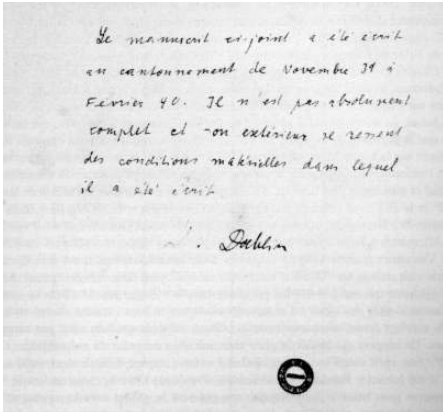 Le manuscrit ci-joint a été écrit
au cantonnement de Novembre 39 à
Février 40. Il n'est pas absolument
complet et son extérieur se ressent
des conditions matérielles dans lequel
il a été écrit
W. Doeblin